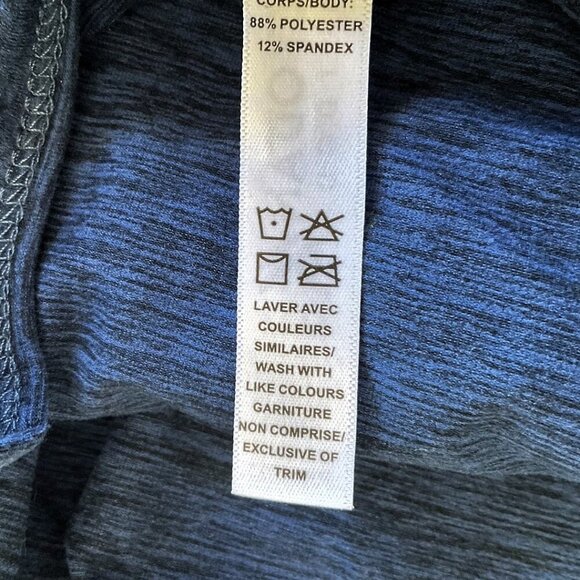 CORPS/BODY:
88% POLYESTER
12% SPANDEX
LAVER AVEC
COULEURS
SIMILAIRES/
WASH WITH
LIKE COLOURS
GARNITURE
NON COMPRISE/
EXCLUSIVE OF
TRIM